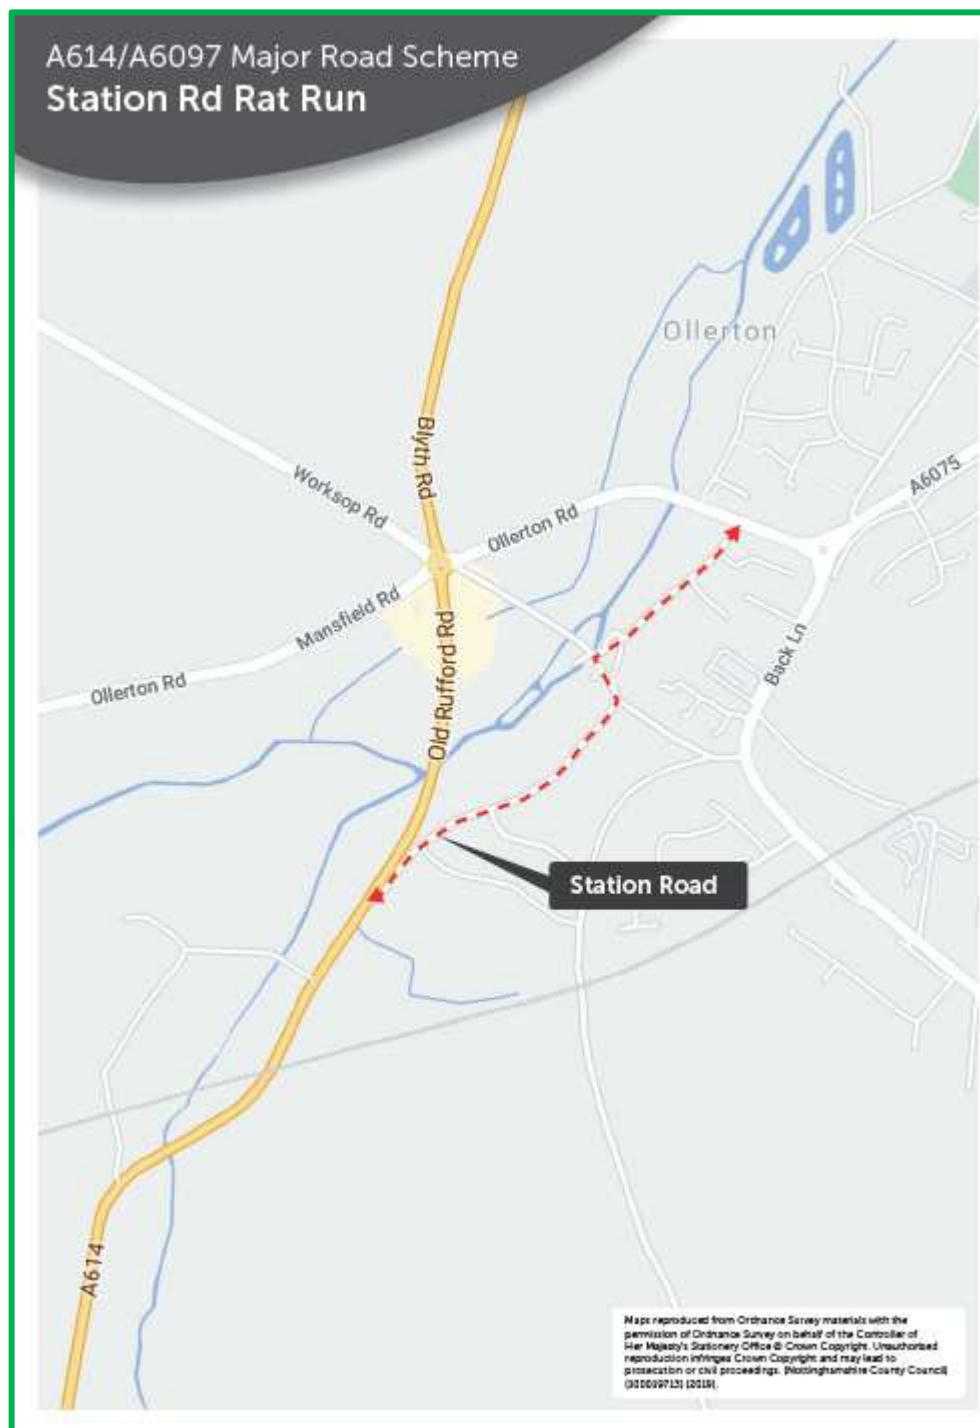 A614/A6097 Major Road Scheme
Station Rd Rat Run
Ollerton
Blyth Rd
Worksop Rd
Ollerton Rd
A6075
Mansfield Rd
Old Rufford Rd
Back Ln
Ollerton Rd
Station Road
A614
Maps reproduced from Ordnance Survey materials with the
permission of Ordnance Survey on behalf of the Controller of
Her Majesty's Stationery Office © Crown Copyright. Unauthorised
reproduction infringes Crown Copyright and may lead to
prosecution or civil proceedings. (Nottinghamshire County Council)
(100019713) (2019).